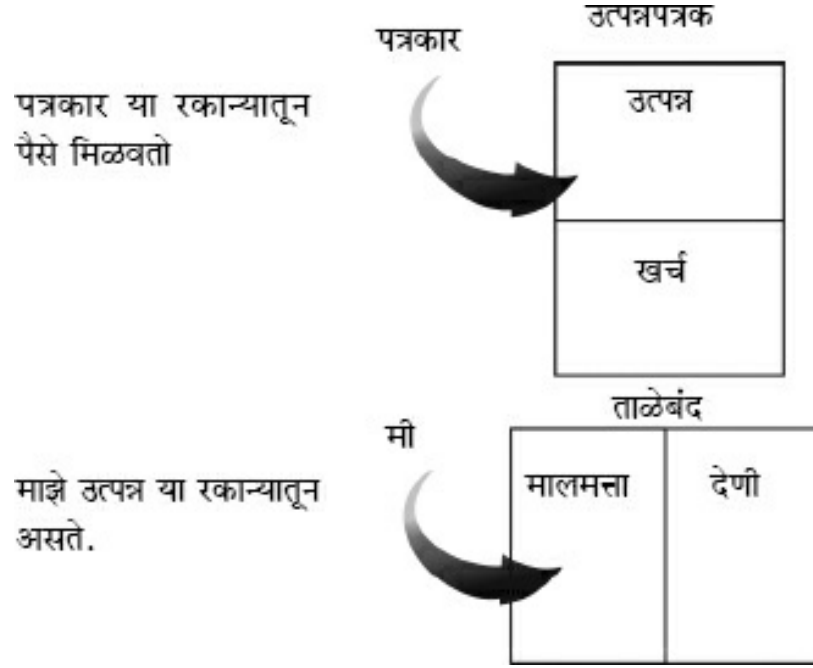 उत्पन्नपत्रक
पत्रकार
पत्रकार या रकान्यातून
पैसे मिळवतो
उत्पन्न
खर्च
ताळेबंद
मी
माझे उत्पन्न या रकान्यातून
असते.
मालमत्ता
देणी